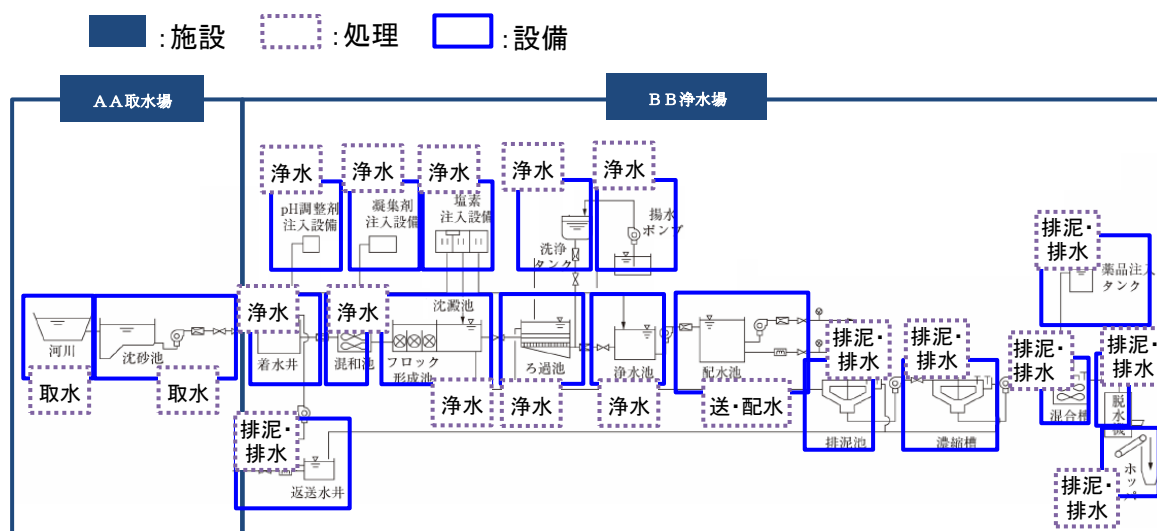 :施設
:処理
:設備
AA取水場
BB浄水場
浄水
浄水
浄水
浄水
浄水
pH調整剤
注入設備
凝集剤
注入設備
塩素
注入設備
洗浄
タンク
揚水
ポンプ
排泥・
排水
薬品注入
タンク
浄水
浄水
沈澱池
河川
沈砂池
着水井
混和池
フロック
形成池
ろ過池
浄水池
配水池
排泥・
排水
排泥・
排水
排泥・
排水
排泥・
排水
取水
取水
浄水
浄水
浄水
送・配水
排泥池
濃縮槽
混合槽
脱水機
排泥・
排水
返送水井
ホッパ
排泥・
排水